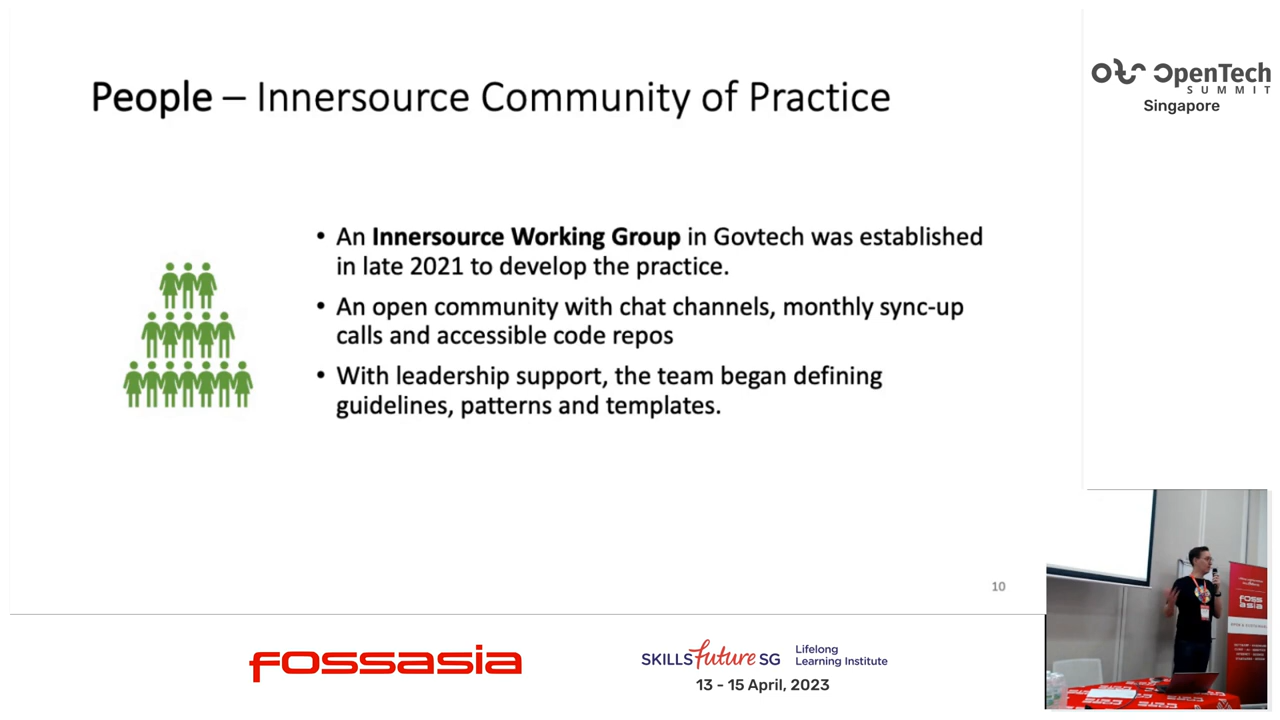 People – Innersource Community of Practice
• An Innersource Working Group in Govtech was established
in late 2021 to develop the practice.
• An open community with chat channels, monthly sync-up
calls and accessible code repos
• With leadership support, the team began defining
guidelines, patterns and templates.
10
OpenTech
SUMMIT
Singapore
fossasia
SKILLSfuture SG
Lifelong
Learning Institute
13 - 15 April, 2023
FOSS
ASIA